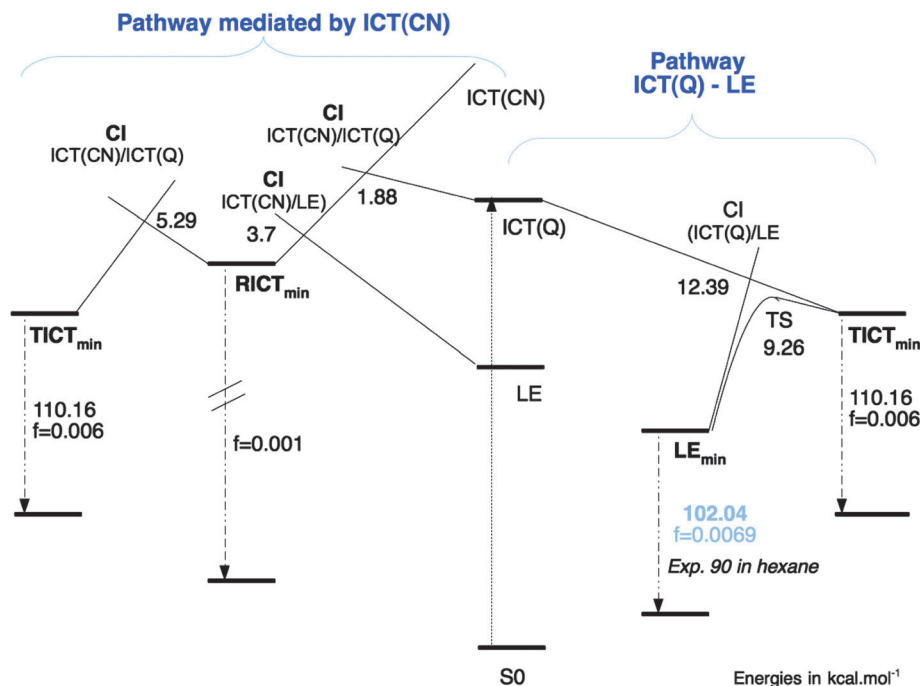 Pathway mediated by ICT(CN)
Pathway
ICT(Q) - LE
ICT(CN)
CI
ICT(CN)/ICT(Q)
CI
ICT(CN)/ICT(Q)
CI
ICT(CN)/LE)
1.88
5.29
3.7
ICT(Q)
CI
(ICT(Q)/LE
RICTmin
12.39
TICTmin
TS
9.26
TICTmin
LE
110.16
f=0.006
f=0.001
LEmin
110.16
f=0.006
102.04
f=0.0069
Exp. 90 in hexane
S0
Energies in kcal.mol-1